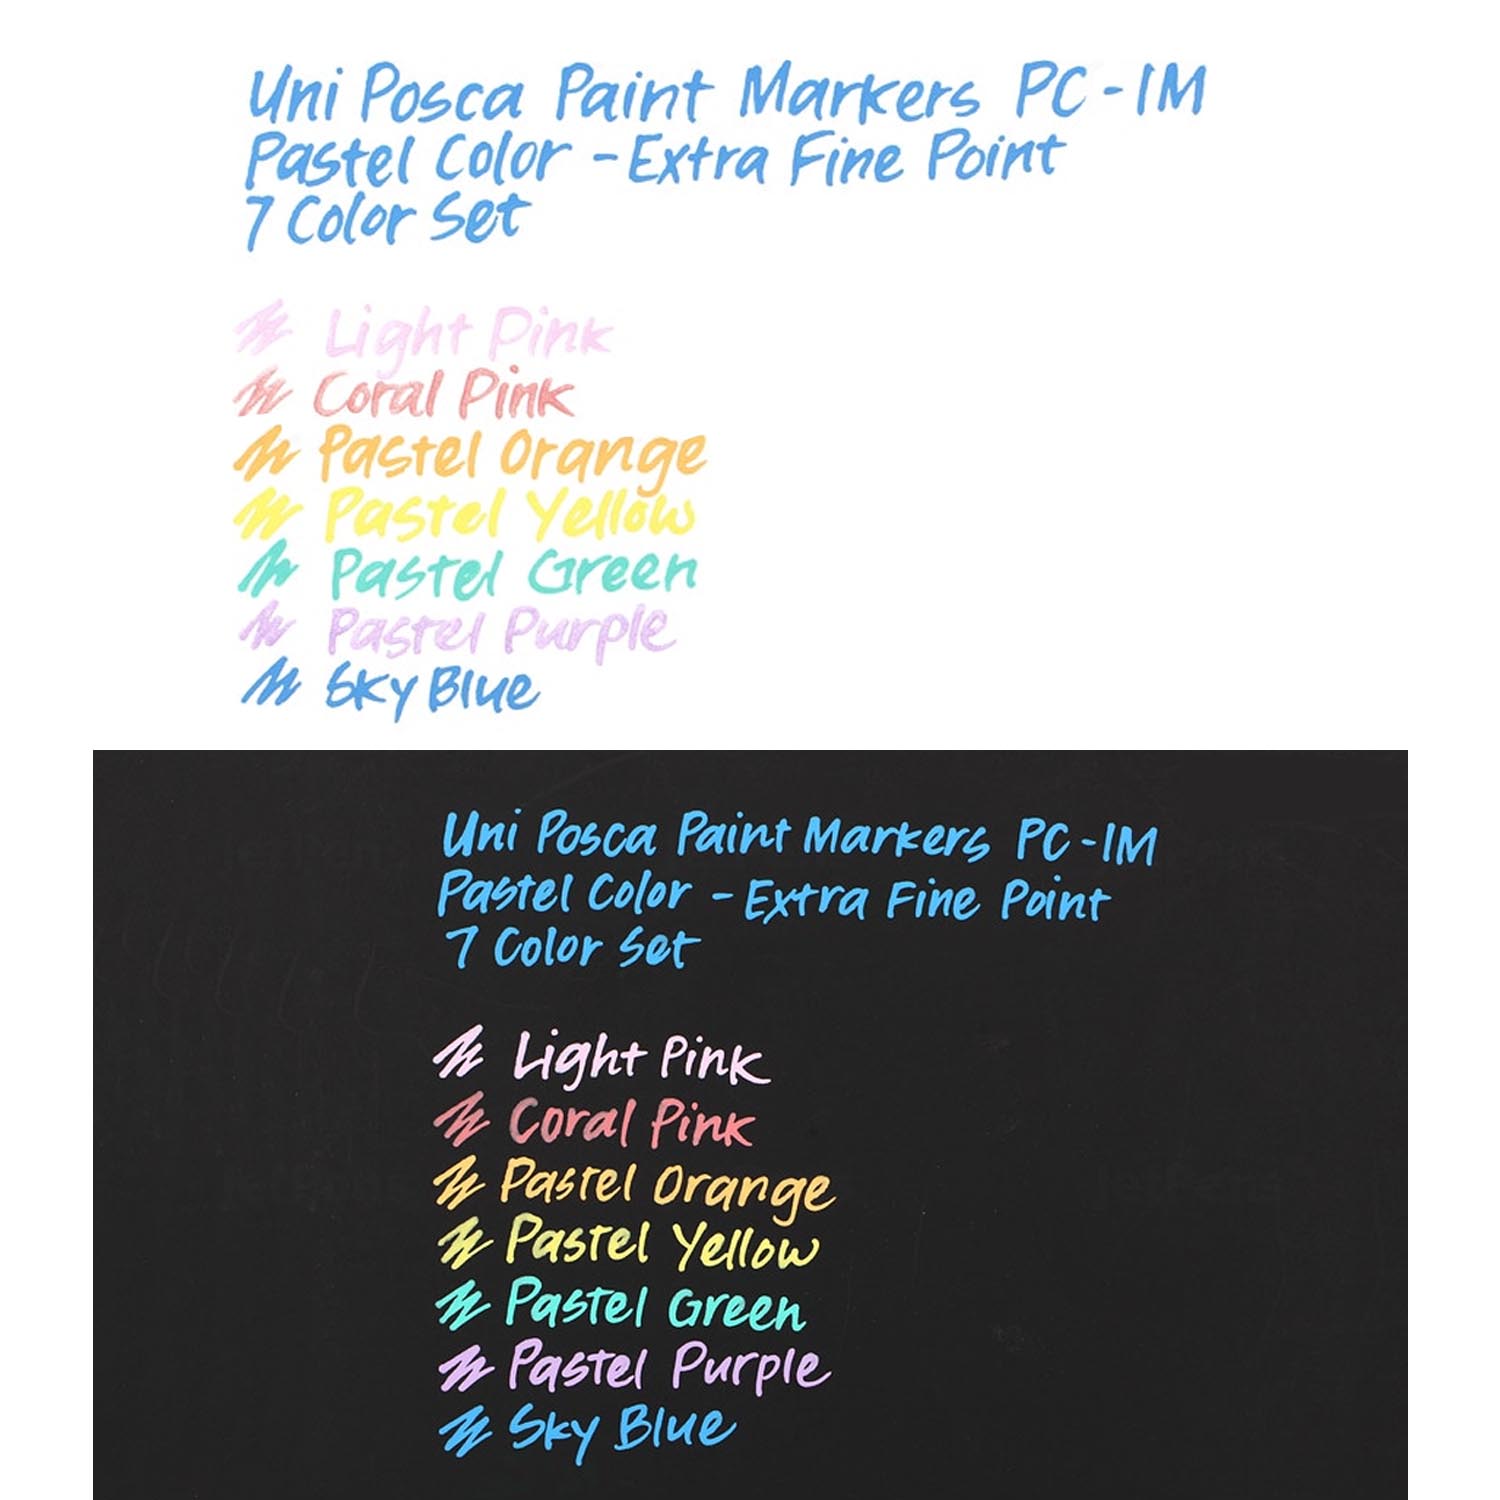 Uni Posca Paint Markers PC-1M
Pastel Color - Extra Fine Point
7 Color Set
Light Pink
Coral Pink
Pastel Orange
Pastel Yellow
Pastel Green
Pastel Purple
Sky Blue
Uni Posca Paint Markers PC-1M
Pastel Color - Extra Fine Point
7 Color Set
Light Pink
Coral Pink
Pastel Orange
Pastel Yellow
Pastel Green
Pastel Purple
Sky Blue